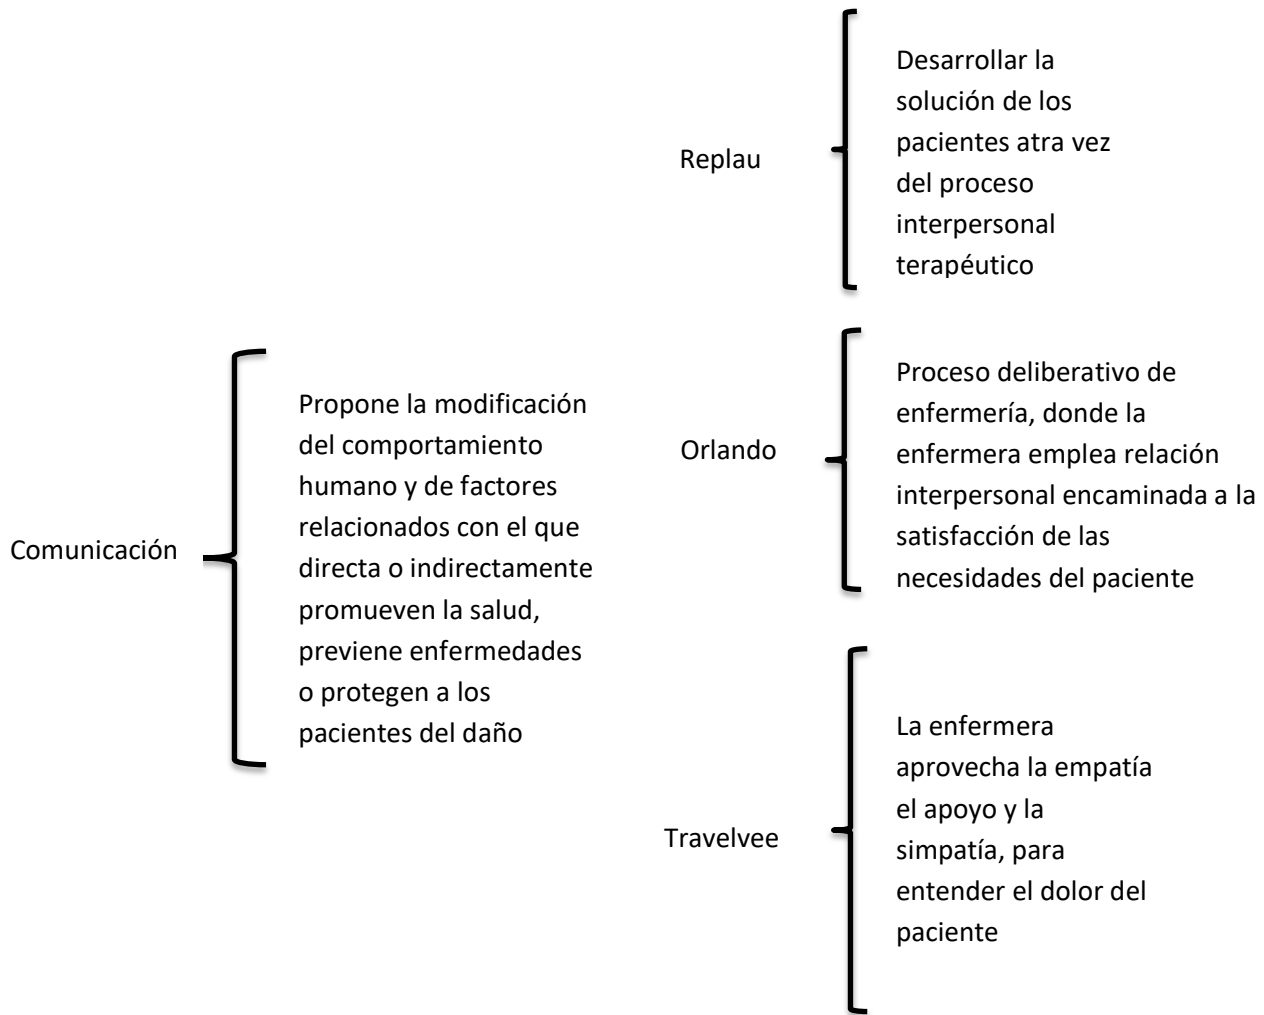 Comunicación
Propone la modificación
del comportamiento
humano y de factores
relacionados con el que
directa o indirectamente
promueven la salud,
previene enfermedades
o protegen a los
pacientes del daño
Replau
Desarrollar la
solución de los
pacientes atra vez
del proceso
interpersonal
terapéutico
Orlando
Proceso deliberativo de
enfermería, donde la
enfermera emplea relación
interpersonal encaminada a la
satisfacción de las
necesidades del paciente
Travelvee
La enfermera
aprovecha la empatía
el apoyo y la
simpatía, para
entender el dolor del
paciente